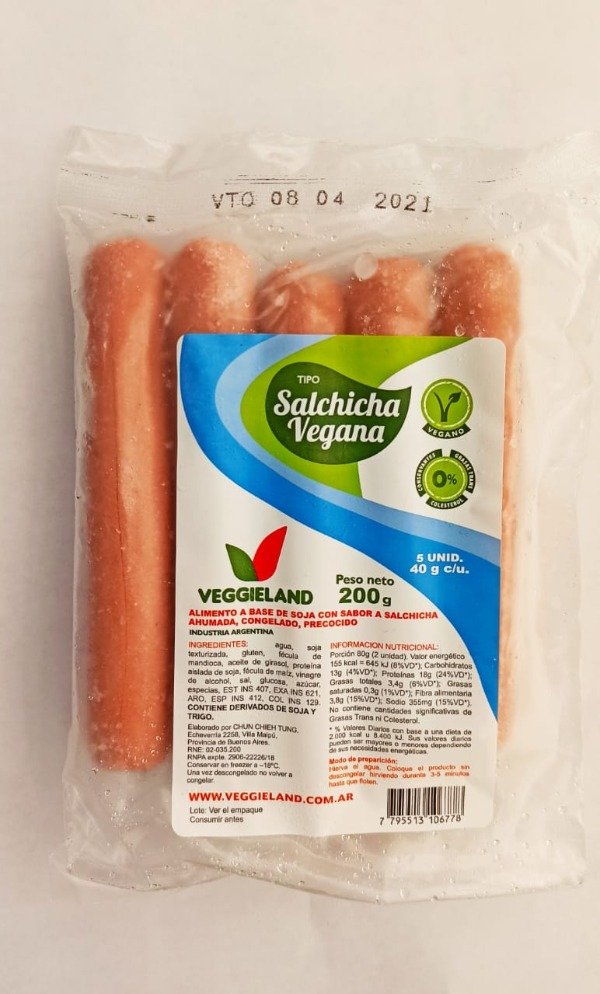 VTO 08 04 2021
TIPO
Salchicha
Vegana
VEGANO
CONSERVANTES
GRASAS TRANS
0%
COLESTEROL
5 UNID.
40 g c/u.
VEGGIELAND
Peso neto
200g
ALIMENTO A BASE DE SOJA CON SABOR A SALCHICHA
AHUMADA, CONGELADO, PRECOCIDO
INDUSTRIA ARGENTINA
INGREDIENTES: agua, soja
texturizada, gluten, fécula de
mandioca, aceite de girasol, proteína
aislada de soja, fécula de maíz, vinagre
de alcohol, sal, glucosa, azúcar,
especias, EST INS 407, EXA INS 621,
ARO, ESP INS 412, COL INS 129.
CONTIENE DERIVADOS DE SOJA Y
TRIGO.
Elaborado por CHUN CHIEH TUNG.
Echeverría 2258, Villa Maipú,
Provincia de Buenos Aires.
RNE: 02-035.200
RNPA expte. 2906-22226/18
Conservar en freezer a –18ºC.
Una vez descongelado no volver a
congelar.
INFORMACION NUTRICIONAL:
Porción 80g (2 unidad). Valor energético
155 kcal = 645 kJ (8%VD*); Carbohidratos
13g (4%VD*); Proteínas 18g (24%VD*);
Grasas totales 3,4g (6%VD*); Grasas
saturadas 0,3g (1%VD*); Fibra alimentaria
3,8g (15%VD*); Sodio 355mg (15%VD*).
No contiene cantidades significativas de
Grasas Trans ni Colesterol.
* % Valores Diarios con base a una dieta de
2.000 kcal u 8.400 kJ. Sus valores diarios
pueden ser mayores o menores dependiendo
de sus necesidades energéticas.
Modo de preparición:
Hierva el agua. Coloque el producto sin
descongelar hirviendo durante 3-5 minutos
hasta que floten.
WWW.VEGGIELAND.COM.AR
Lote: Ver el empaque
Consumir antes
7 795513 106778